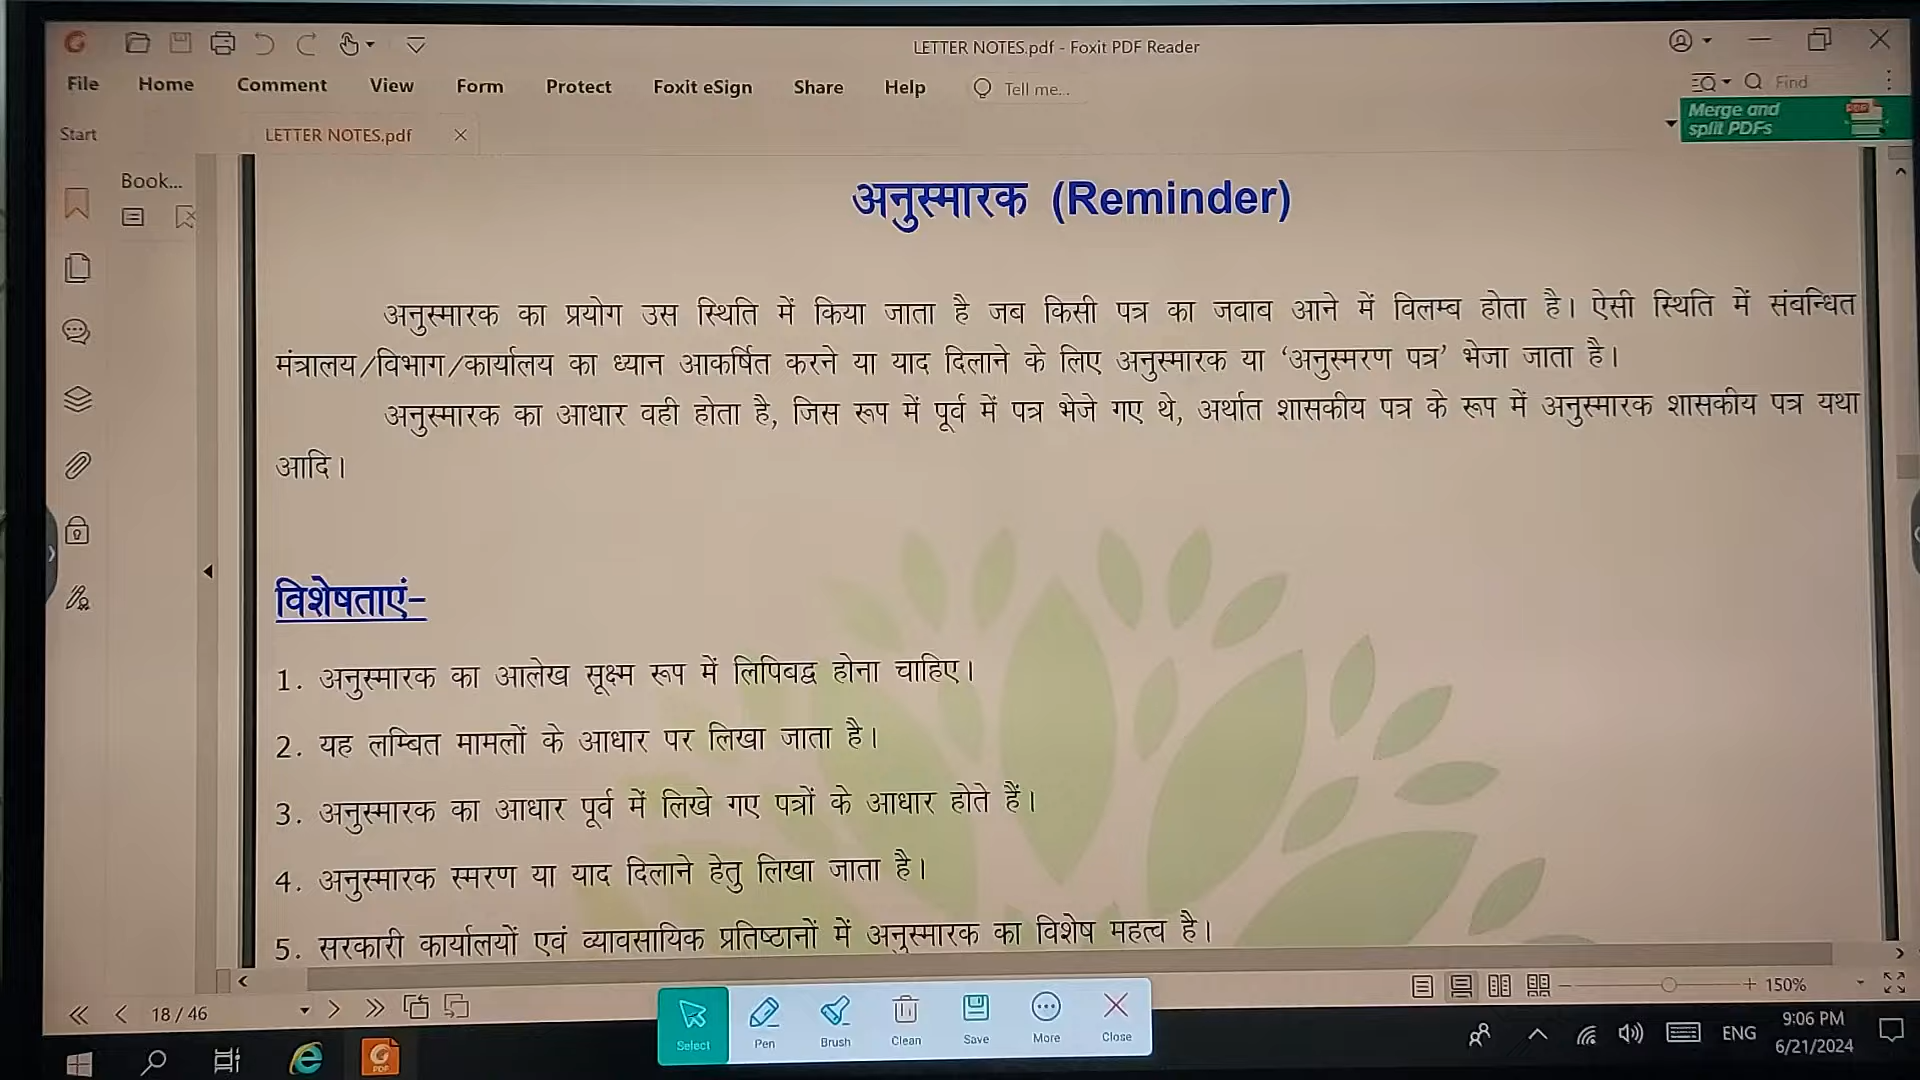 LETTER NOTES.pdf - Foxit PDF Reader
File Home Comment View Form Protect Foxit eSign Share Help Tell me... Find
Merge and
split PDFs
Start LETTER NOTES.pdf
Book...
अनुस्मारक (Reminder)
अनुस्मारक का प्रयोग उस स्थिति में किया जाता है जब किसी पत्र का जवाब आने में विलम्ब होता है। ऐसी स्थिति में संबन्धित
मंत्रालय/विभाग/कार्यालय का ध्यान आकर्षित करने या याद दिलाने के लिए अनुस्मारक या ‘अनुस्मरण पत्र’ भेजा जाता है।
अनुस्मारक का आधार वही होता है, जिस रूप में पूर्व में पत्र भेजे गए थे, अर्थात शासकीय पत्र के रूप में अनुस्मारक शासकीय पत्र यथा
आदि।
विशेषताएं–
1. अनुस्मारक का आलेख सूक्ष्म रूप में लिपिबद्व होना चाहिए।
2. यह लम्बित मामलों के आधार पर लिखा जाता है।
3. अनुस्मारक का आधार पूर्व में लिखे गए पत्रों के आधार होते हैं।
4. अनुस्मारक स्मरण या याद दिलाने हेतु लिखा जाता है।
5. सरकारी कार्यालयों एवं व्यावसायिक प्रतिष्ठानों में अनुस्मारक का विशेष महत्व है।
18 / 46 150%
Select Pen Brush Clean Save More Close
PDF
ENG
9:06 PM
6/21/2024